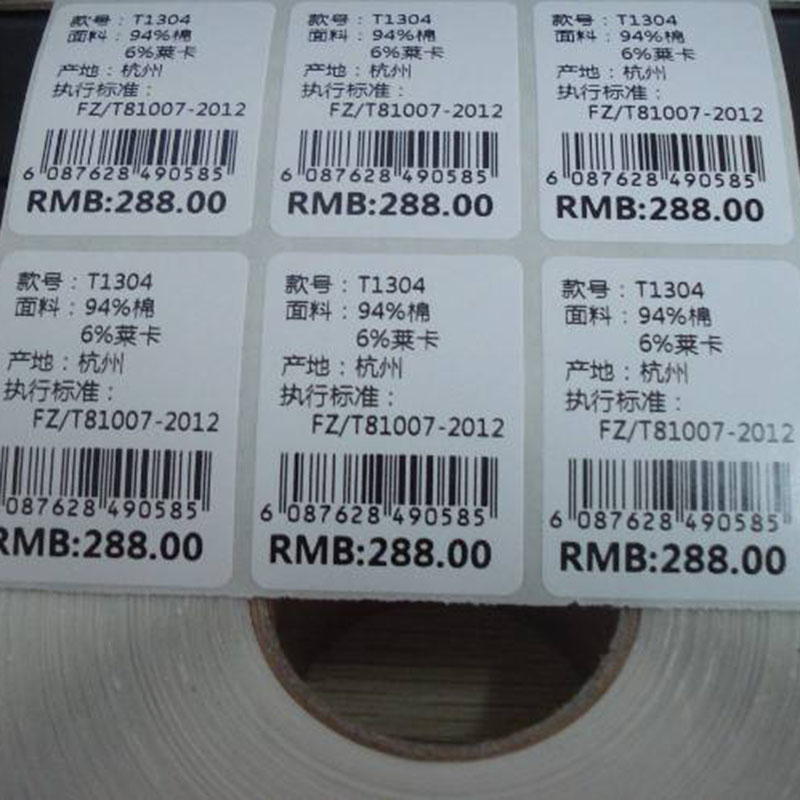 款号：T1304
面料：94%棉
6%莱卡
产地：杭州
执行标准：
FZ/T81007-2012
6 087628 490585
RMB:288.00
款号：T1304
面料：94%棉
6%莱卡
产地：杭州
执行标准：
FZ/T81007-2012
6 087628 490585
RMB:288.00
款号：T1304
面料：94%棉
6%莱卡
产地：杭州
执行标准：
FZ/T81007-2012
6 087628 490585
RMB:288.00
款号：T1304
面料：94%棉
6%莱卡
产地：杭州
执行标准：
FZ/T81007-2012
087628 490585
RMB:288.00
款号：T1304
面料：94%棉
6%莱卡
产地：杭州
执行标准：
FZ/T81007-2012
6 087628 490585
RMB:288.00
款号：T1304
面料：94%棉
6%莱卡
产地：杭州
执行标准：
FZ/T81007-2012
6 087628 490585
RMB:288.00